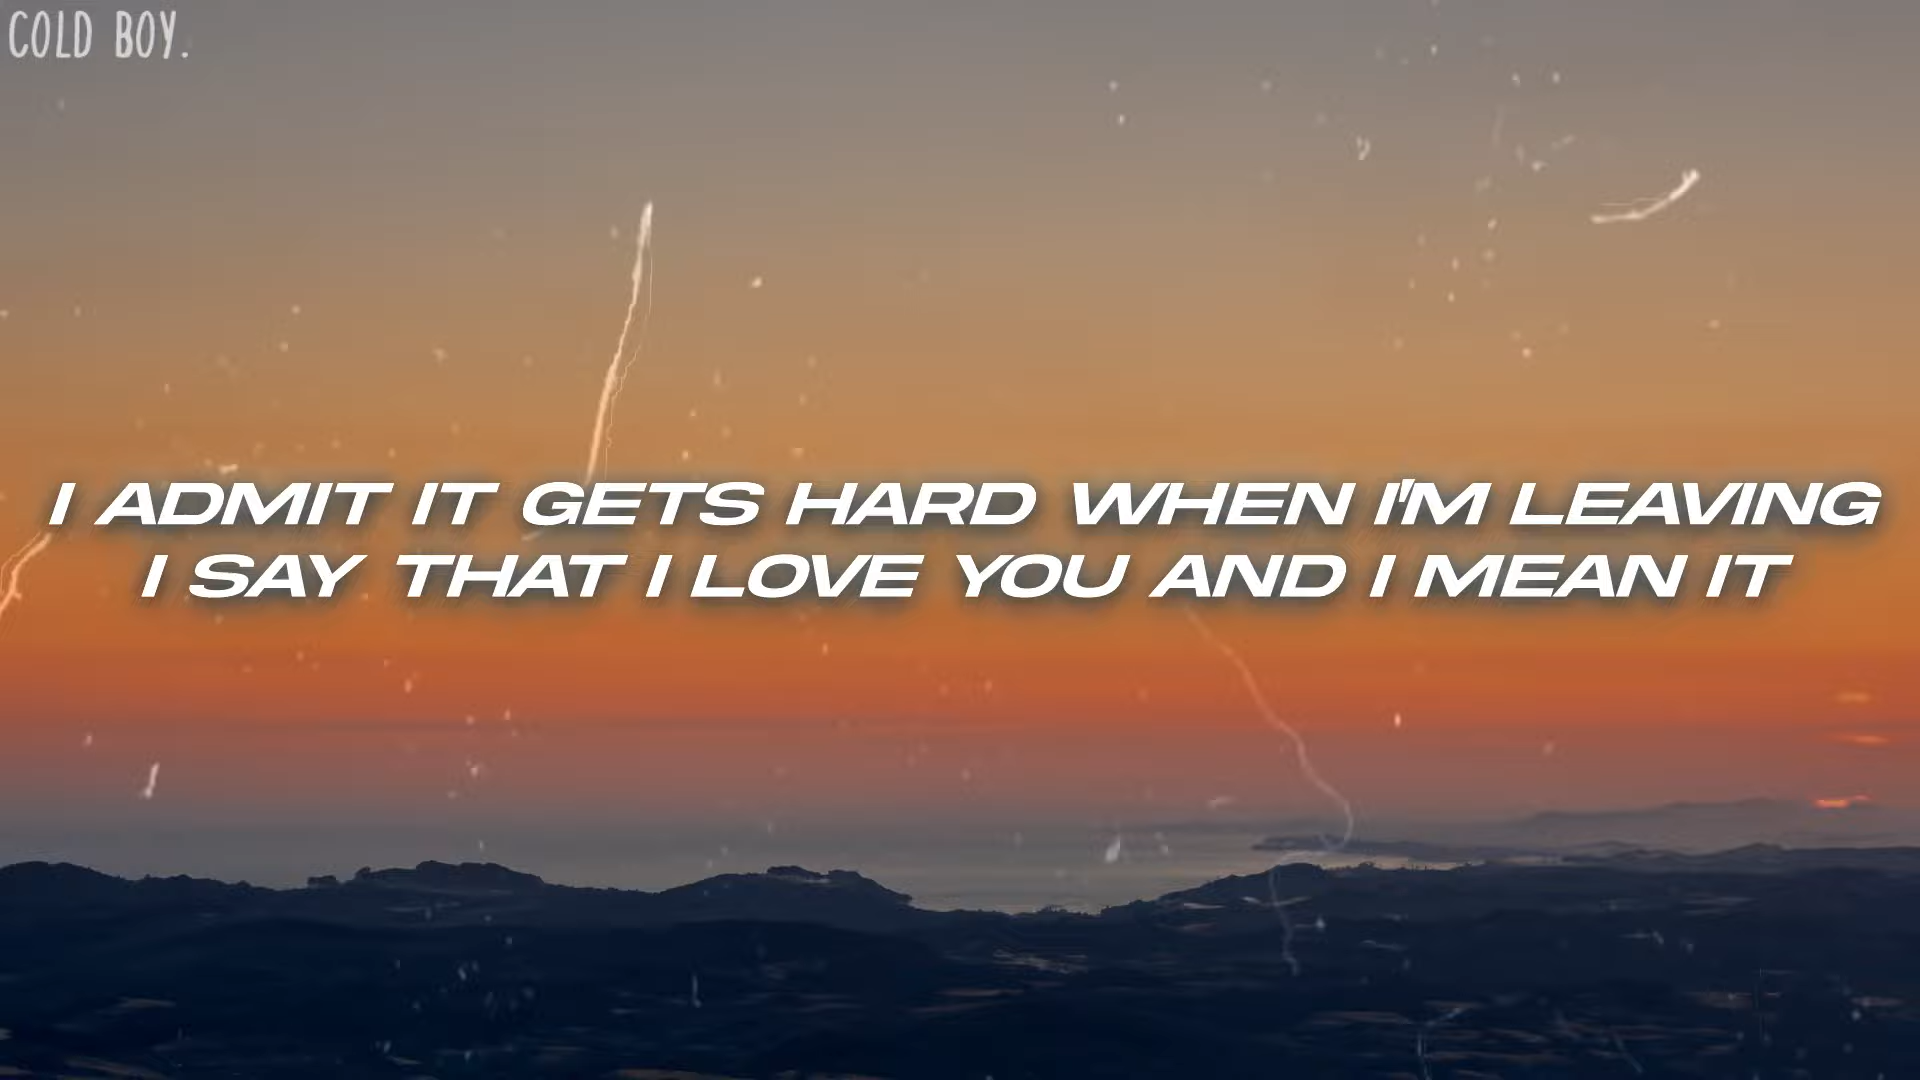 COLD BOY.
I ADMIT IT GETS HARD WHEN I'M LEAVING
I SAY THAT I LOVE YOU AND I MEAN IT